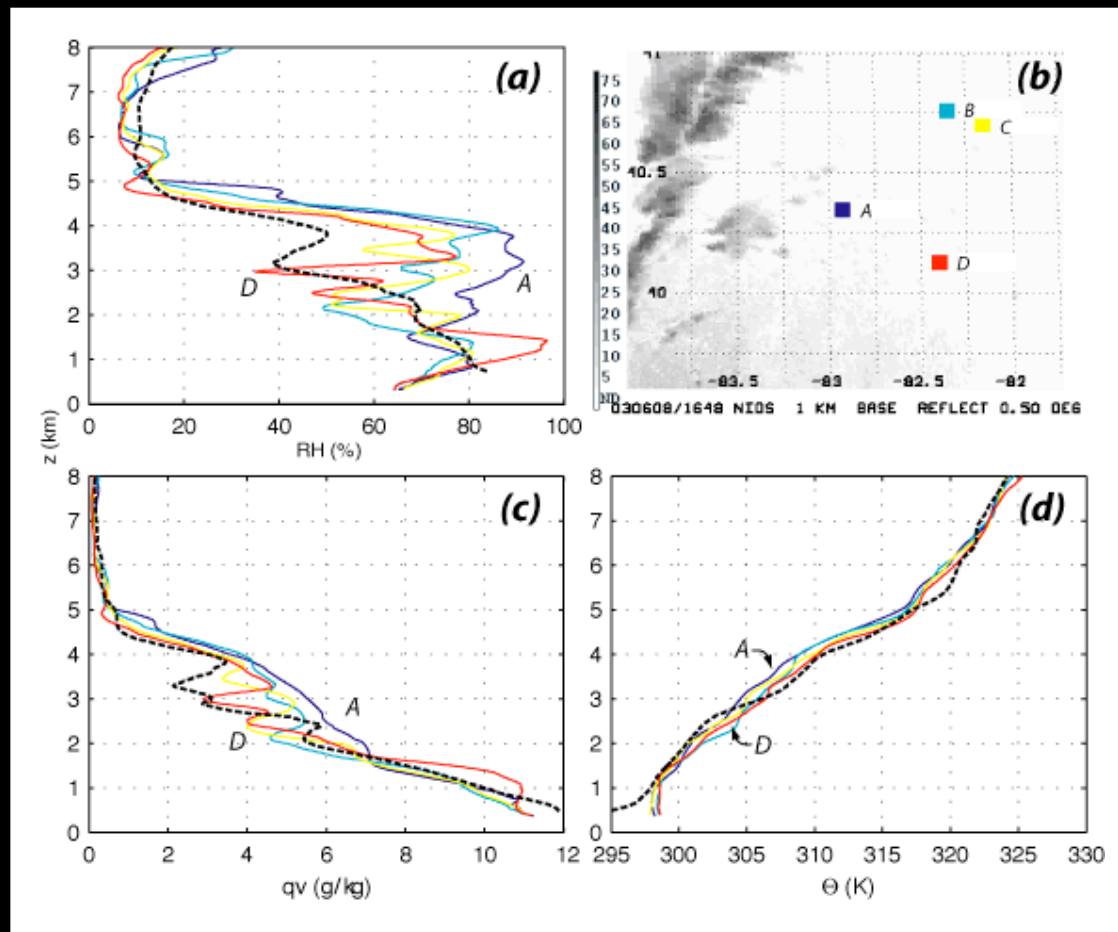 (a)
8
7
6
5
4
3
2
1
0
D
A
0 20 40 60 80 100
RH (%)
z (km)
(b)
75
70
65
60
55
50
45
40
35
30
25
20
15
10
5
ND
41
40.5
40
B
C
A
D
-83.5 -83 -82.5 -82
030608/1648 NIDS 1 KM BASE REFLECT 0.50 DEG
(c)
8
7
6
5
4
3
2
1
0
A
D
0 2 4 6 8 10 12
qv (g/kg)
(d)
8
7
6
5
4
3
2
1
0
A
D
295 300 305 310 315 320 325 330
Θ (K)